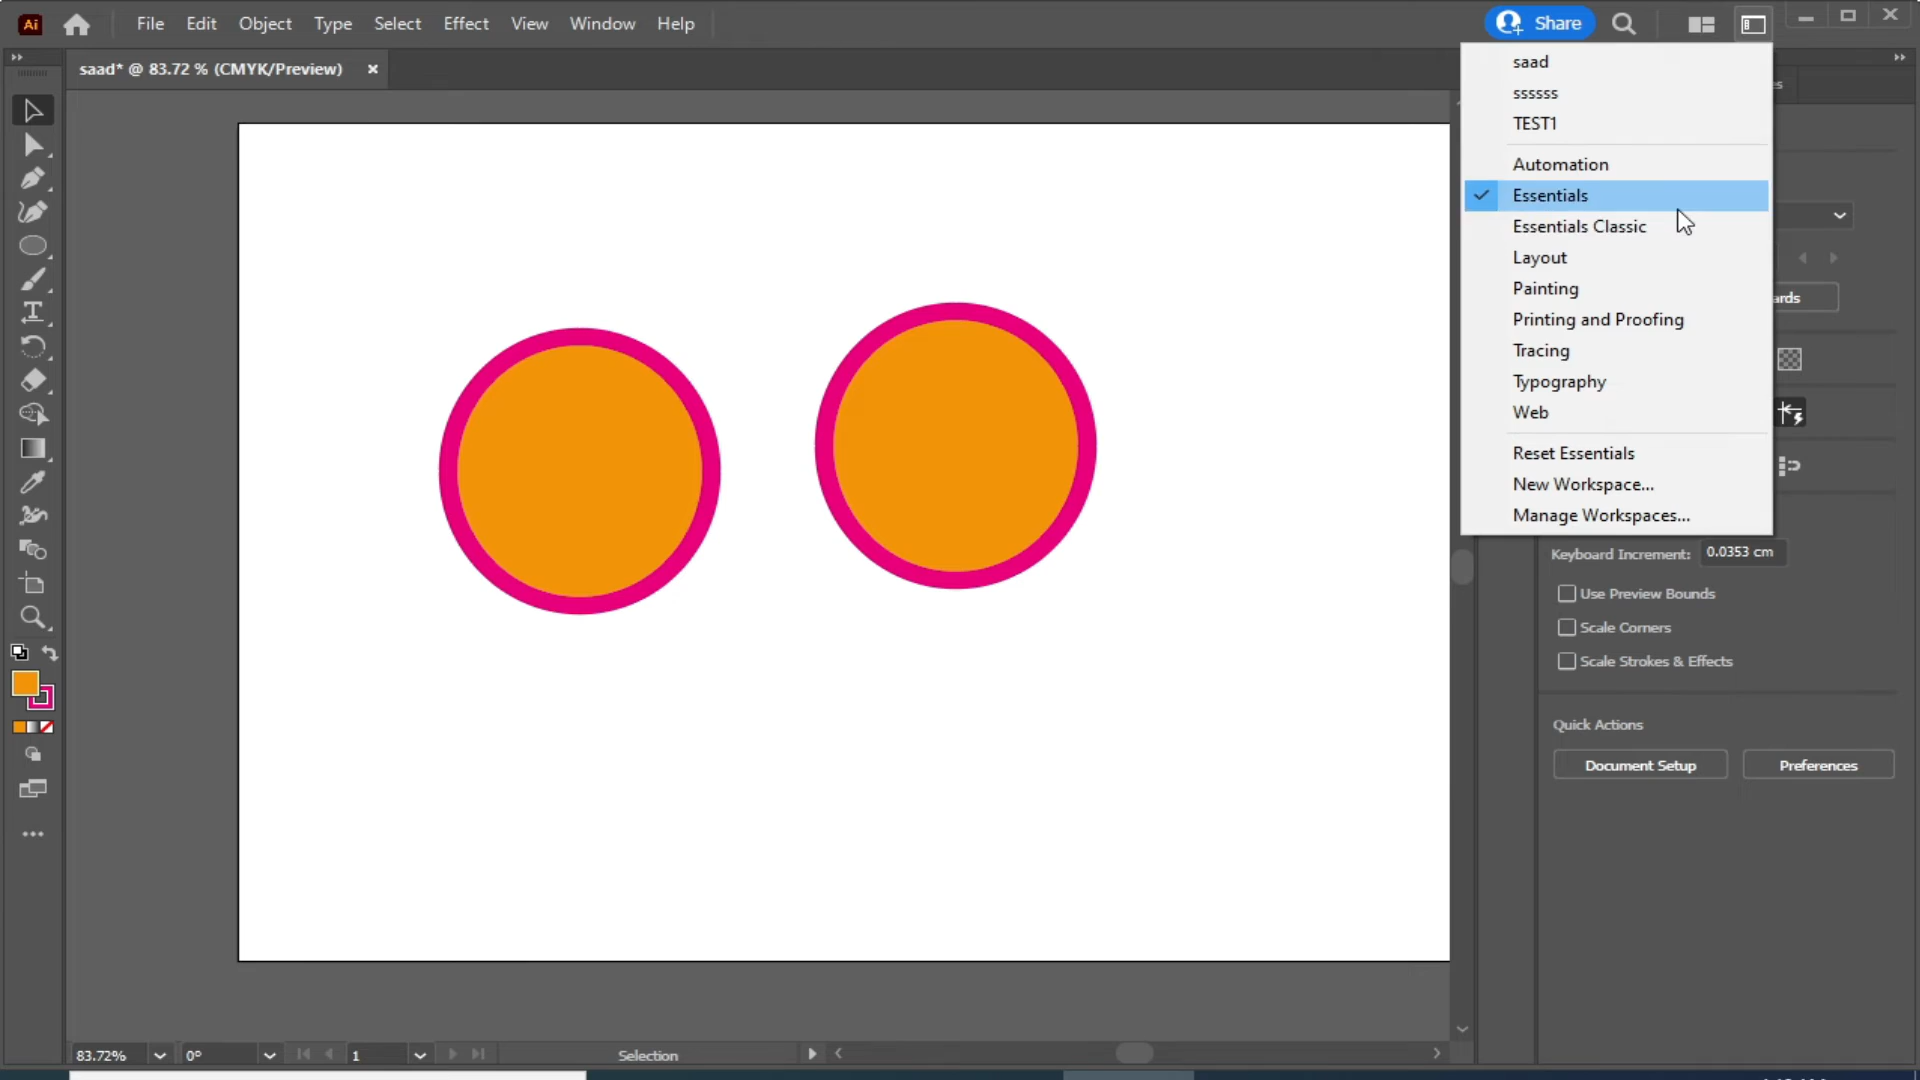 Ai File Edit Object Type Select Effect View Window Help Share
saad* @ 83.72 % (CMYK/Preview) ×
saad
ssssss
TEST1
Automation
Essentials
Essentials Classic
Layout
Painting
Printing and Proofing
Tracing
Typography
Web
Reset Essentials
New Workspace...
Manage Workspaces...
Keyboard Increment: 0.0353 cm
Use Preview Bounds
Scale Corners
Scale Strokes & Effects
Quick Actions
Document Setup Preferences
83.72% 0° 1 Selection